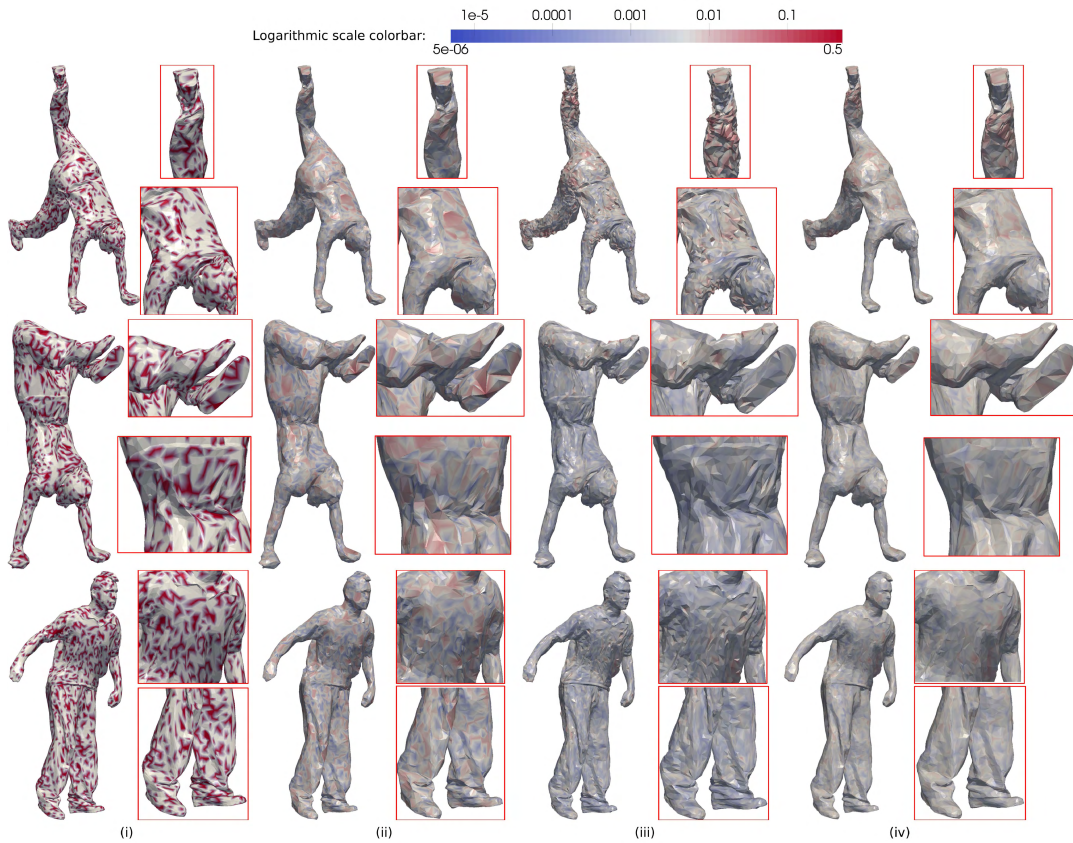 1e-5 0.0001 0.001 0.01 0.1
Logarithmic scale colorbar:
5e-06 0.5
(i) (ii) (iii) (iv)